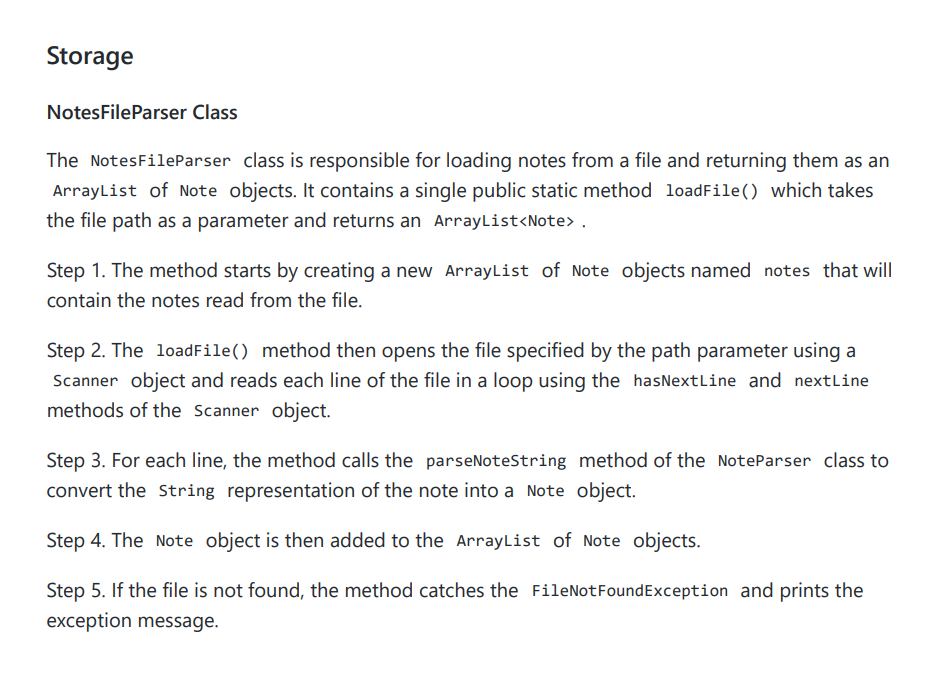 Storage
NotesFileParser Class
The NotesFileParser class is responsible for loading notes from a file and returning them as an
ArrayList of Note objects. It contains a single public static method loadFile() which takes
the file path as a parameter and returns an ArrayList<Note> .
Step 1. The method starts by creating a new ArrayList of Note objects named notes that will
contain the notes read from the file.
Step 2. The loadFile() method then opens the file specified by the path parameter using a
Scanner object and reads each line of the file in a loop using the hasNextLine and nextLine
methods of the Scanner object.
Step 3. For each line, the method calls the parseNoteString method of the NoteParser class to
convert the String representation of the note into a Note object.
Step 4. The Note object is then added to the ArrayList of Note objects.
Step 5. If the file is not found, the method catches the FileNotFoundException and prints the
exception message.